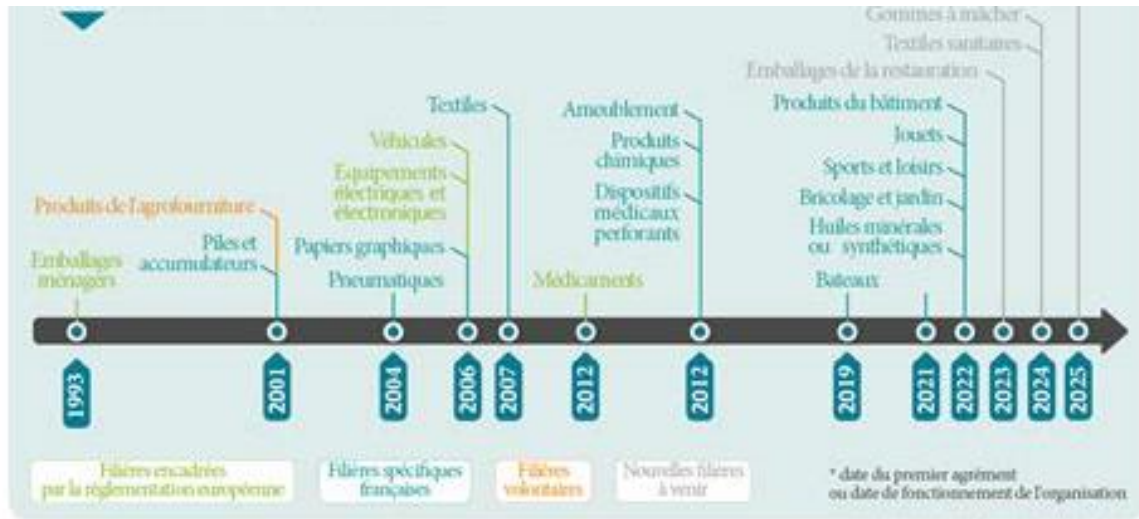 Gommes à mâcher
Textiles sanitaires
Emballages de la restauration
Textiles
Ameublement
Produits du bâtiment
Véhicules
Produits
chimiques
Jouets
Equipements
électriques et
électroniques
Sports et loisirs
Produits de l'agrofourniture
Dispositifs
médicaux
perforants
Bricolage et jardin
Piles et
accumulateurs
Papiers graphiques
Huiles minérales
ou synthétiques
Emballages
ménagers
Pneumatiques
Médicaments
Bateaux
1993
2001
2004
2006
2007
2012
2012
2019
2021
2022
2023
2024
2025
Filières encadrées
par la réglementation européenne
Filières spécifiques
françaises
Filières
volontaires
Nouvelles filières
à venir
* date du premier agrément
ou date de fonctionnement de l'organisation